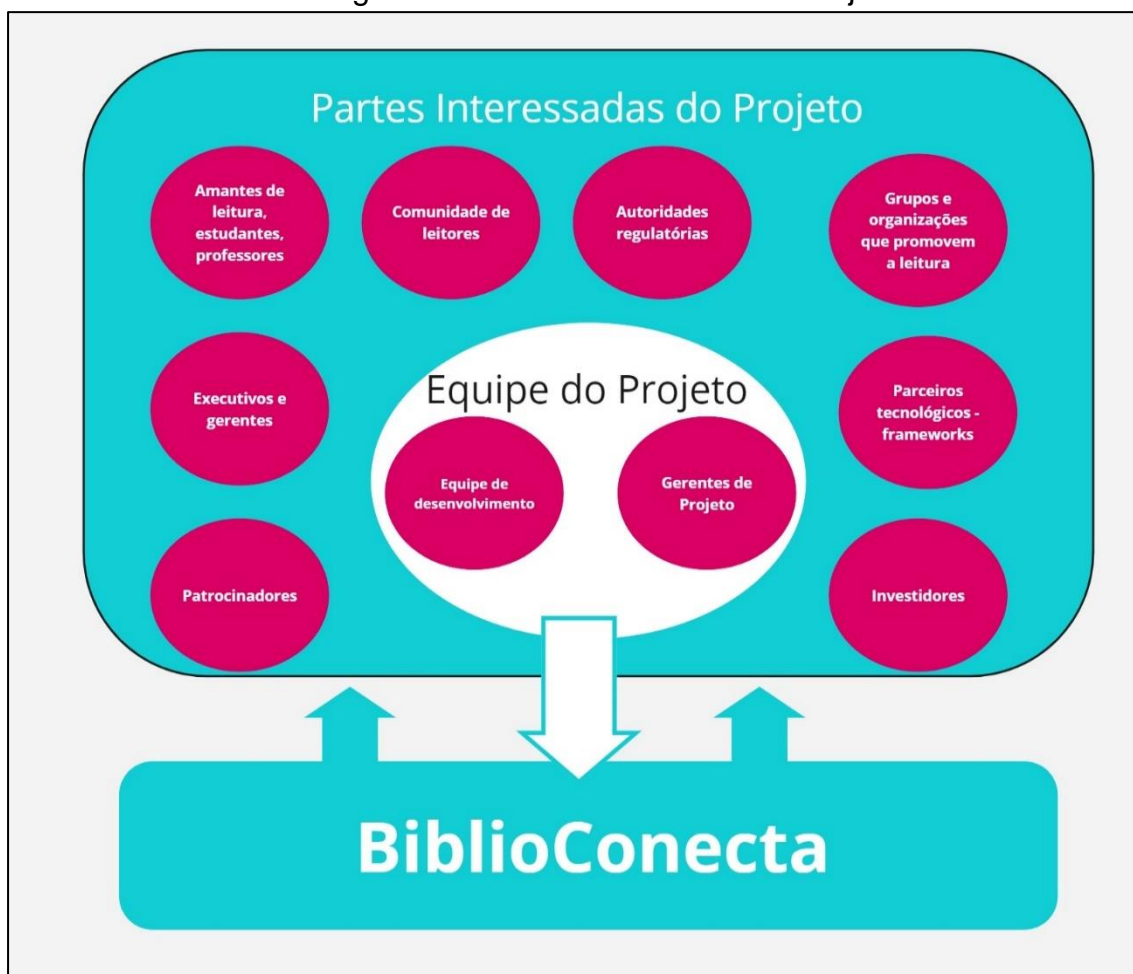 Partes Interessadas do Projeto
Amantes de
leitura,
estudantes,
professores
Comunidade de
leitores
Autoridades
regulatórias
Grupos e
organizações
que promovem
a leitura
Executivos e
gerentes
Equipe do Projeto
Parceiros
tecnológicos -
frameworks
Equipe de
desenvolvimento
Gerentes de
Projeto
Patrocinadores
Investidores
BiblioConecta